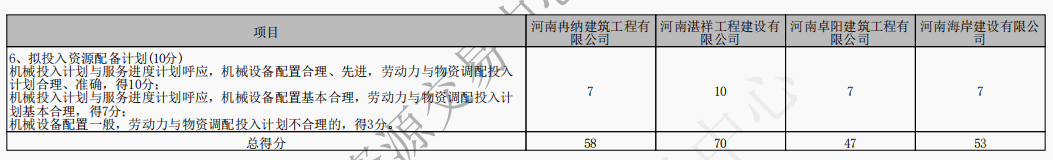 项目
河南冉纳建筑工程有
限公司
河南湛祥工程建设有
限公司
河南卓阳建筑工程有
限公司
河南海岸建设有限公
司
6、拟投入资源配备计划(10分)
机械投入计划与服务进度计划呼应，机械设备配置合理、先进，劳动力与物资调配投入
计划合理、准确，得10分；
机械投入计划与服务进度计划呼应，机械设备配置基本合理，劳动力与物资调配投入计
划基本合理，得7分；
机械设备配置一般，劳动力与物资调配投入计划不合理的，得3分。
7
10
7
7
总得分
58
70
47
53
源交易中心
中心